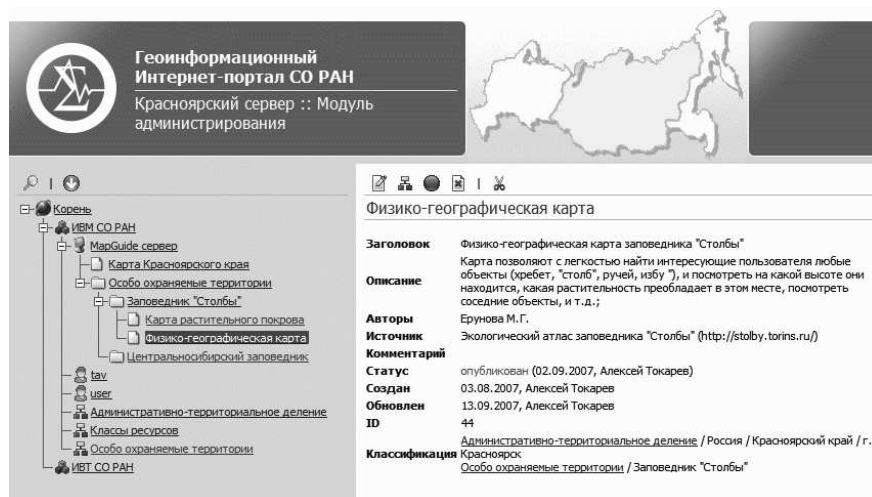 Геоинформационный
Интернет-портал СО РАН
Красноярский сервер :: Модуль
администрирования
Корень
ИВМ СО РАН
MapGuide сервер
Карта Красноярского края
Особо охраняемые территории
Заповедник "Столбы"
Карта растительного покрова
Физико-географическая карта
Центральносибирский заповедник
tav
user
Административно-территориальное деление
Классы ресурсов
Особо охраняемые территории
ИВТ СО РАН
Физико-географическая карта
Заголовок Физико-географическая карта заповедника "Столбы"
Карта позволяют с легкостью найти интересующие пользователя любые
объекты (хребет, "столб", ручей, избу "), и посмотреть на какой высоте они
Описание находится, какая растительность преобладает в этом месте, посмотреть
соседние объекты, и т.д.;
Авторы Ерунова М.Г.
Источник Экологический атлас заповедника "Столбы" (http://stolby.torins.ru/)
Комментарий
Статус опубликован (02.09.2007, Алексей Токарев)
Создан 03.08.2007, Алексей Токарев
Обновлен 13.09.2007, Алексей Токарев
ID 44
Административно-территориальное деление / Россия / Красноярский край / г.
Классификация Красноярск
Особо охраняемые территории / Заповедник "Столбы"